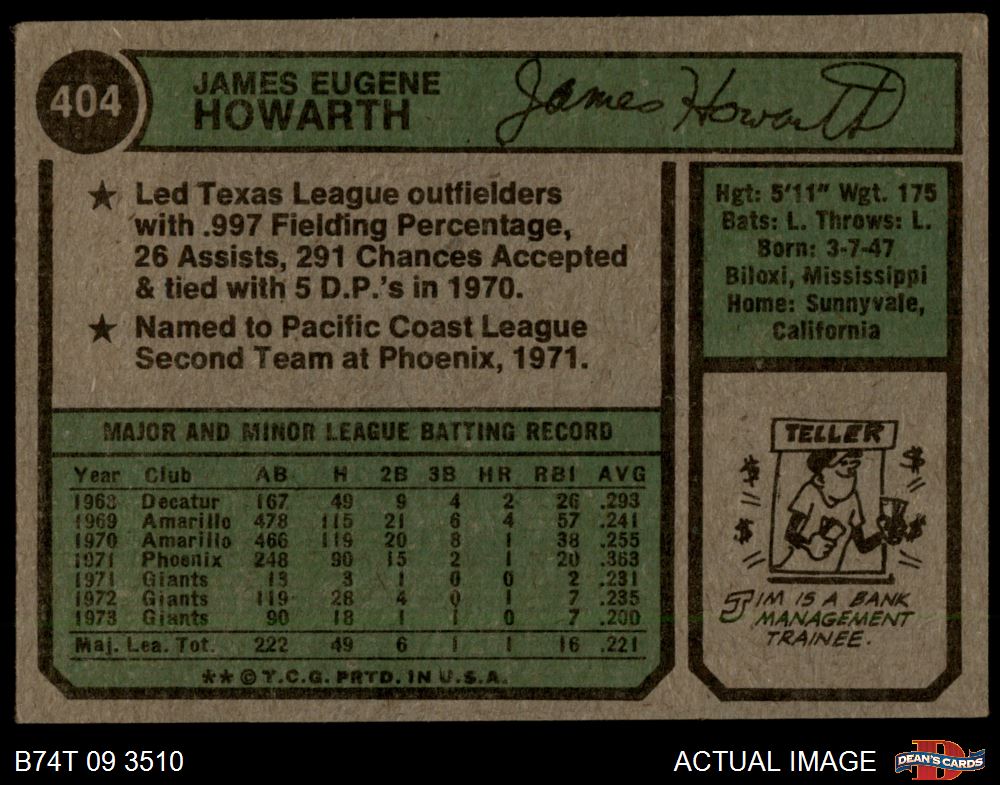 404
JAMES EUGENE
HOWARTH
James Howarth
★ Led Texas League outfielders
with .997 Fielding Percentage,
26 Assists, 291 Chances Accepted
& tied with 5 D.P.'s in 1970.
★ Named to Pacific Coast League
Second Team at Phoenix, 1971.
Hgt: 5'11" Wgt. 175
Bats: L. Throws: L.
Born: 3-7-47
Biloxi, Mississippi
Home: Sunnyvale,
California
MAJOR AND MINOR LEAGUE BATTING RECORD
Year Club AB H 2B 3B HR RBI AVG
1968 Decatur 167 49 9 4 2 26 .293
1969 Amarillo 478 115 21 6 4 57 .241
1970 Amarillo 466 119 20 8 1 38 .255
1971 Phoenix 248 90 15 2 1 20 .363
1971 Giants 13 3 1 0 0 2 .231
1972 Giants 119 28 4 0 1 7 .235
1973 Giants 90 18 1 1 0 7 .200
Maj. Lea. Tot. 222 49 6 1 1 16 .221
** © T.C.G. PRTD. IN U.S.A.
TELLER
$ $
$ $
JIM IS A BANK
MANAGEMENT
TRAINEE.
B74T 09 3510
ACTUAL IMAGE
D
DEAN'S CARDS